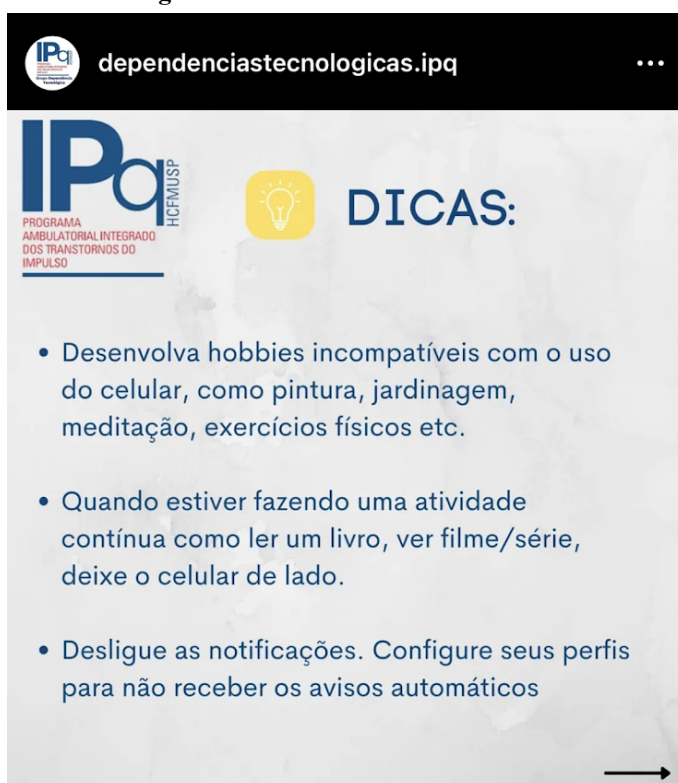 dependenciastecnologicas.ipq
IPq
HCFMUSP
PROGRAMA
AMBULATORIAL INTEGRADO
DOS TRANSTORNOS DO
IMPULSO
DICAS:
• Desenvolva hobbies incompatíveis com o uso
do celular, como pintura, jardinagem,
meditação, exercícios físicos etc.
• Quando estiver fazendo uma atividade
contínua como ler um livro, ver filme/série,
deixe o celular de lado.
• Desligue as notificações. Configure seus perfis
para não receber os avisos automáticos